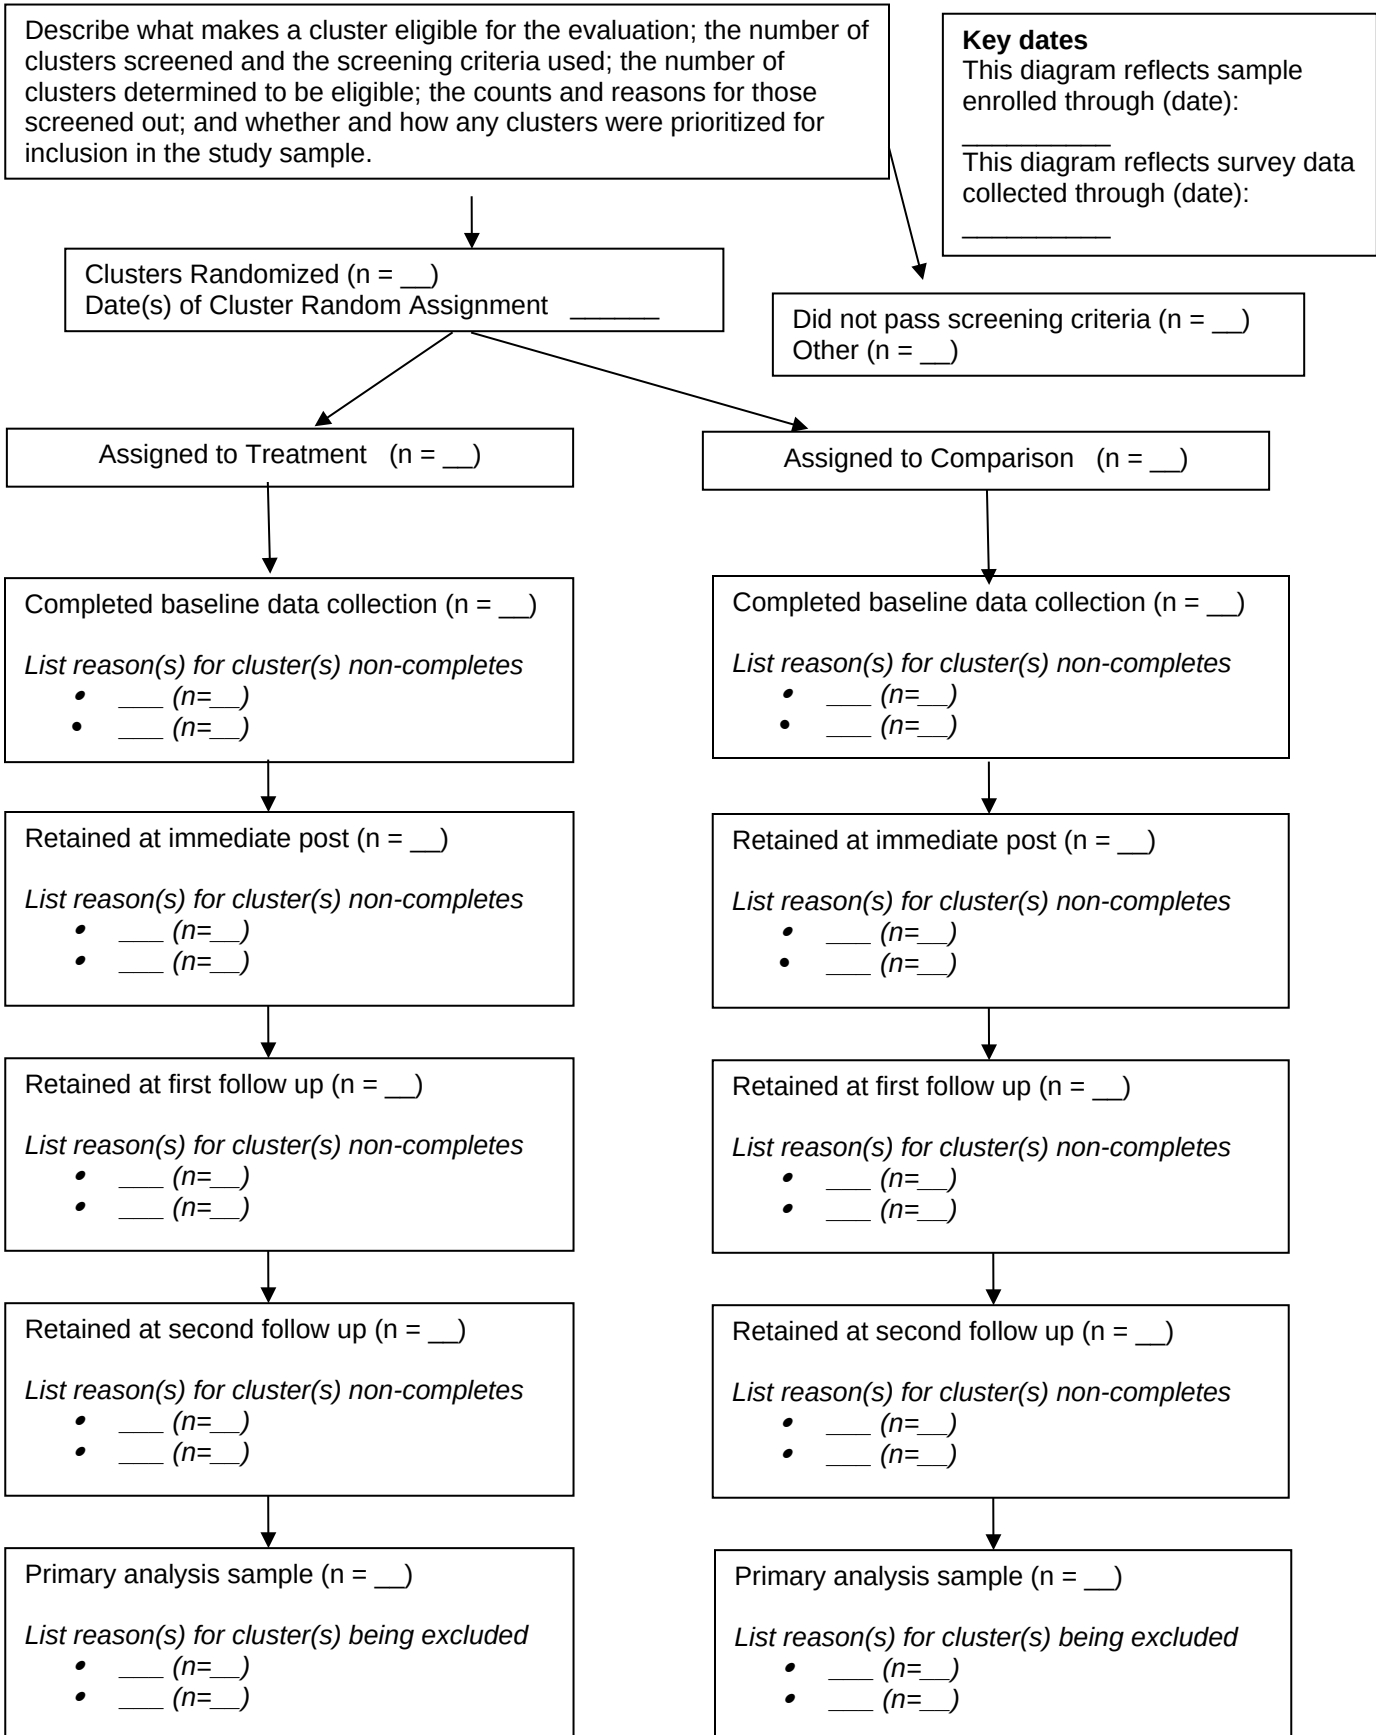 Describe what makes a cluster eligible for the evaluation; the number of
clusters screened and the screening criteria used; the number of
clusters determined to be eligible; the counts and reasons for those
screened out; and whether and how any clusters were prioritized for
inclusion in the study sample.
Key dates
This diagram reflects sample
enrolled through (date):
__________
This diagram reflects survey data
collected through (date):
__________
Clusters Randomized (n = __)
Date(s) of Cluster Random Assignment ______
Did not pass screening criteria (n = __)
Other (n = __)
Assigned to Treatment (n = __)
Assigned to Comparison (n = __)
Completed baseline data collection (n = __)
List reason(s) for cluster(s) non-completes
• ___ (n=__)
• ___ (n=__)
Completed baseline data collection (n = __)
List reason(s) for cluster(s) non-completes
• ___ (n=__)
• ___ (n=__)
Retained at immediate post (n = __)
List reason(s) for cluster(s) non-completes
• ___ (n=__)
• ___ (n=__)
Retained at immediate post (n = __)
List reason(s) for cluster(s) non-completes
• ___ (n=__)
• ___ (n=__)
Retained at first follow up (n = __)
List reason(s) for cluster(s) non-completes
• ___ (n=__)
• ___ (n=__)
Retained at first follow up (n = __)
List reason(s) for cluster(s) non-completes
• ___ (n=__)
• ___ (n=__)
Retained at second follow up (n = __)
List reason(s) for cluster(s) non-completes
• ___ (n=__)
• ___ (n=__)
Retained at second follow up (n = __)
List reason(s) for cluster(s) non-completes
• ___ (n=__)
• ___ (n=__)
Primary analysis sample (n = __)
List reason(s) for cluster(s) being excluded
• ___ (n=__)
• ___ (n=__)
Primary analysis sample (n = __)
List reason(s) for cluster(s) being excluded
• ___ (n=__)
• ___ (n=__)